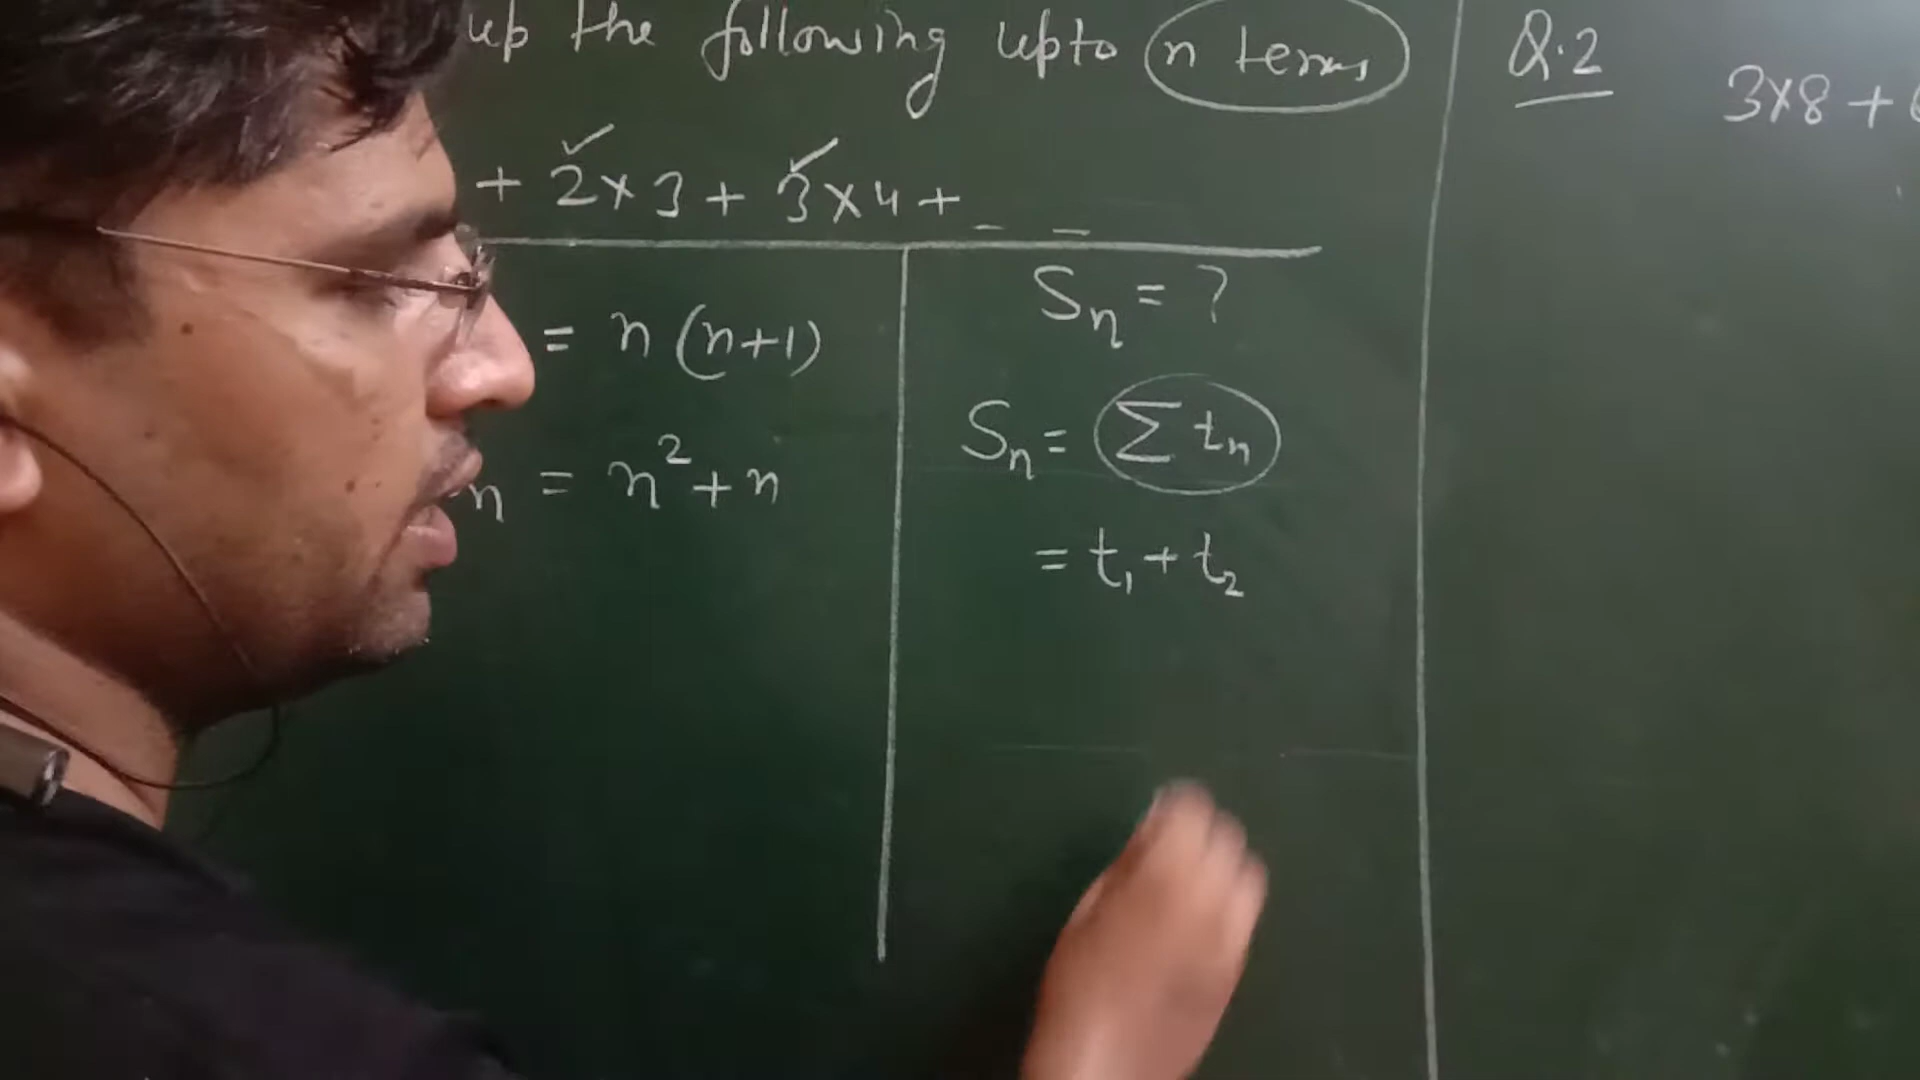 up the following upto n terms
+ 2×3 + 3×4 + _ _
= n (n+1)
n = n² + n
Sₙ = ?
Sₙ = Σ tₙ
= t₁ + t₂
Q.2
3×8 +